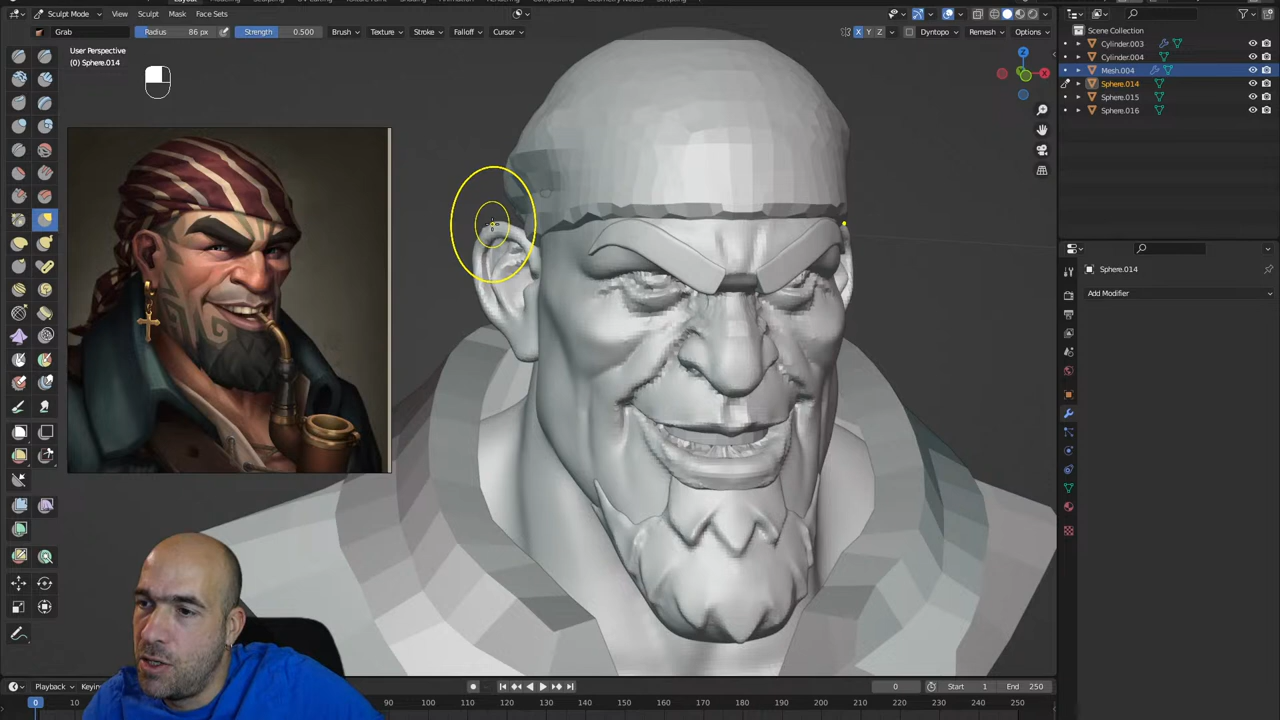 Layout
Sculpt Mode
View
Sculpt
Mask
Face Sets
Grab
Radius
86 px
Strength
0.500
Brush
Texture
Stroke
Falloff
Cursor
X
Y
Z
Dyntopo
Remesh
Options
User Perspective
(0) Sphere.014
Z
X
Scene Collection
Cylinder.003
Cylinder.004
Mesh.004
Sphere.014
Sphere.015
Sphere.016
Sphere.014
Add Modifier
Playback
View
0
Start
1
End
250
0
10
100
110
120
130
140
150
160
170
180
190
200
210
220
230
240
250